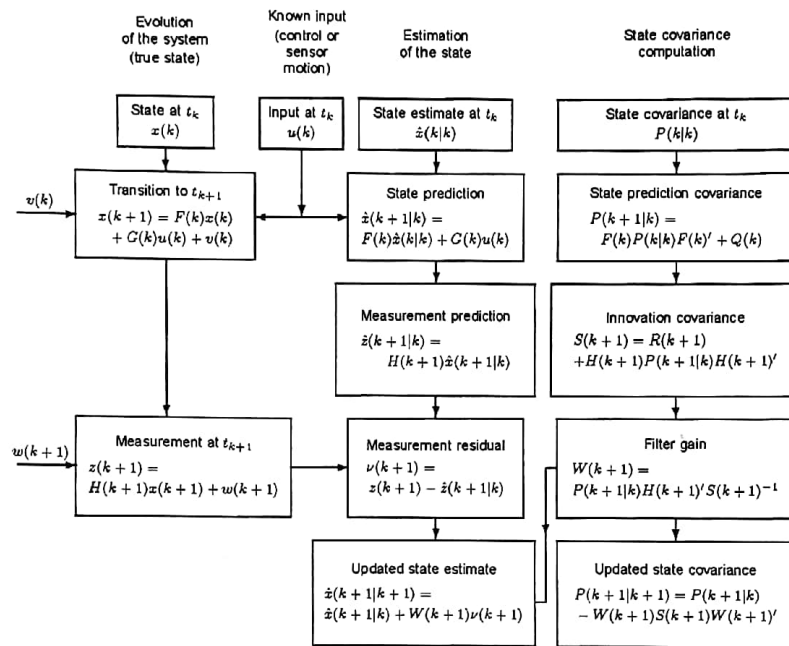 Evolution
of the system
(true state)
Known input
(control or
sensor
motion)
Estimation
of the state
State covariance
computation
State at t_k
x(k)
Input at t_k
u(k)
State estimate at t_k
x̂(k|k)
State covariance at t_k
P(k|k)
v(k)
Transition to t_{k+1}
x(k+1) = F(k)x(k)
+ G(k)u(k) + v(k)
State prediction
x̂(k+1|k) =
F(k)x̂(k|k) + G(k)u(k)
State prediction covariance
P(k+1|k) =
F(k)P(k|k)F(k)′ + Q(k)
Measurement prediction
ẑ(k+1|k) =
H(k+1)x̂(k+1|k)
Innovation covariance
S(k+1) = R(k+1)
+H(k+1)P(k+1|k)H(k+1)′
w(k+1)
Measurement at t_{k+1}
z(k+1) =
H(k+1)x(k+1) + w(k+1)
Measurement residual
ν(k+1) =
z(k+1) − ẑ(k+1|k)
Filter gain
W(k+1) =
P(k+1|k)H(k+1)′S(k+1)⁻¹
Updated state estimate
x̂(k+1|k+1) =
x̂(k+1|k) + W(k+1)ν(k+1)
Updated state covariance
P(k+1|k+1) = P(k+1|k)
− W(k+1)S(k+1)W(k+1)′